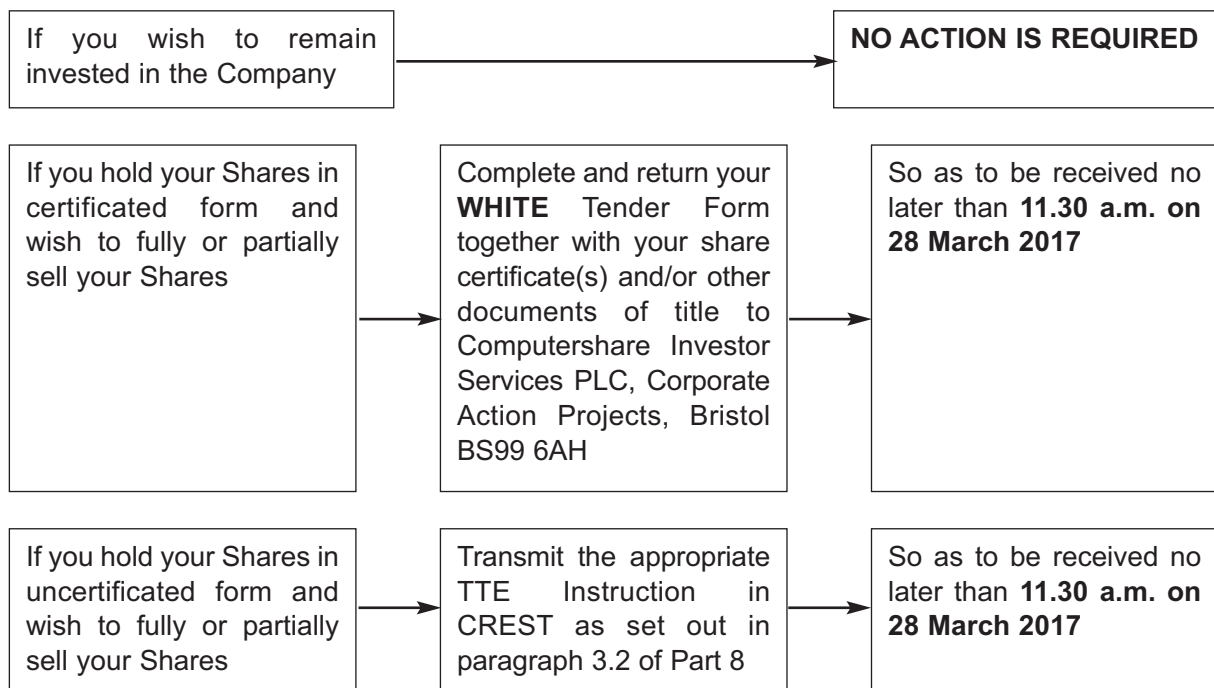 If you wish to remain
invested in the Company
NO ACTION IS REQUIRED
If you hold your Shares in
certificated form and
wish to fully or partially
sell your Shares
Complete and return your
WHITE Tender Form
together with your share
certificate(s) and/or other
documents of title to
Computershare Investor
Services PLC, Corporate
Action Projects, Bristol
BS99 6AH
So as to be received no
later than 11.30 a.m. on
28 March 2017
If you hold your Shares in
uncertificated form and
wish to fully or partially
sell your Shares
Transmit the appropriate
TTE Instruction in
CREST as set out in
paragraph 3.2 of Part 8
So as to be received no
later than 11.30 a.m. on
28 March 2017